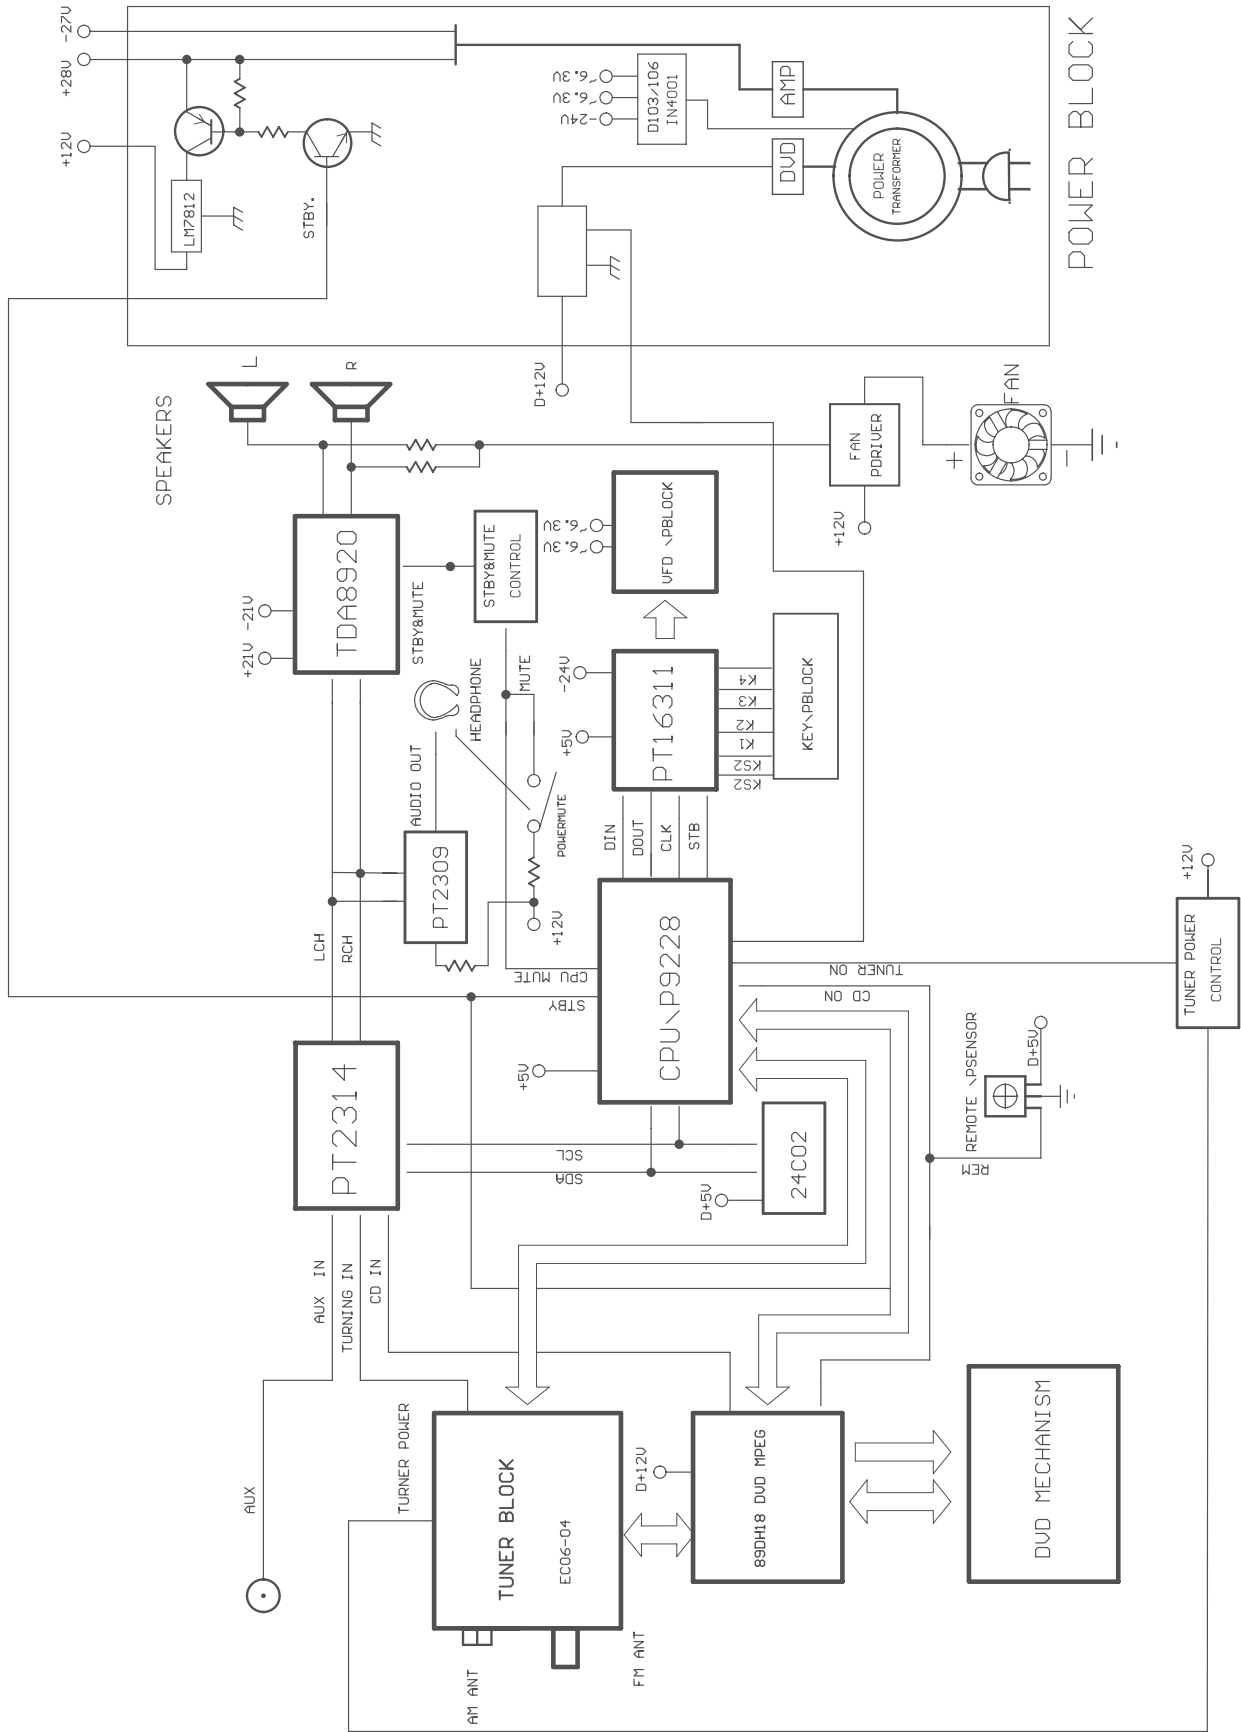 AUX
AM ANT
FM ANT
TUNER BLOCK
EC06-04
TURNER POWER
AUX IN
TURNING IN
CD IN
PT2314
LCH
RCH
PT2309
AUDIO OUT
HEADPHONE
+21V
-21V
TDA8920
STBY&MUTE
STBY&MUTE
CONTROL
MUTE
POWERMUTE
+12V
SPEAKERS
L
R
D+12V
89DH18 DVD MPEG
DVD MECHANISM
SDA
SCL
D+5V
24C02
+5V
CPU\P9228
STBY
CPU MUTE
CD ON
TUNER ON
DIN
DOUT
CLK
STB
+5V
-24V
PT16311
KS2
KS2
K1
K2
K3
K4
KEY\PBLOCK
~6.3V
~6.3V
VFD \PBLOCK
REM
REMOTE \PSENSOR
D+5V
TUNER POWER
CONTROL
+12V
+12V
FAN
PDRIVER
+
-
FAN
D+12V
+12V
+28V
-27V
LM7812
STBY.
-24V
~6.3V
~6.3V
D103/106
IN4001
DVD
AMP
POWER
TRANSFORMER
POWER BLOCK